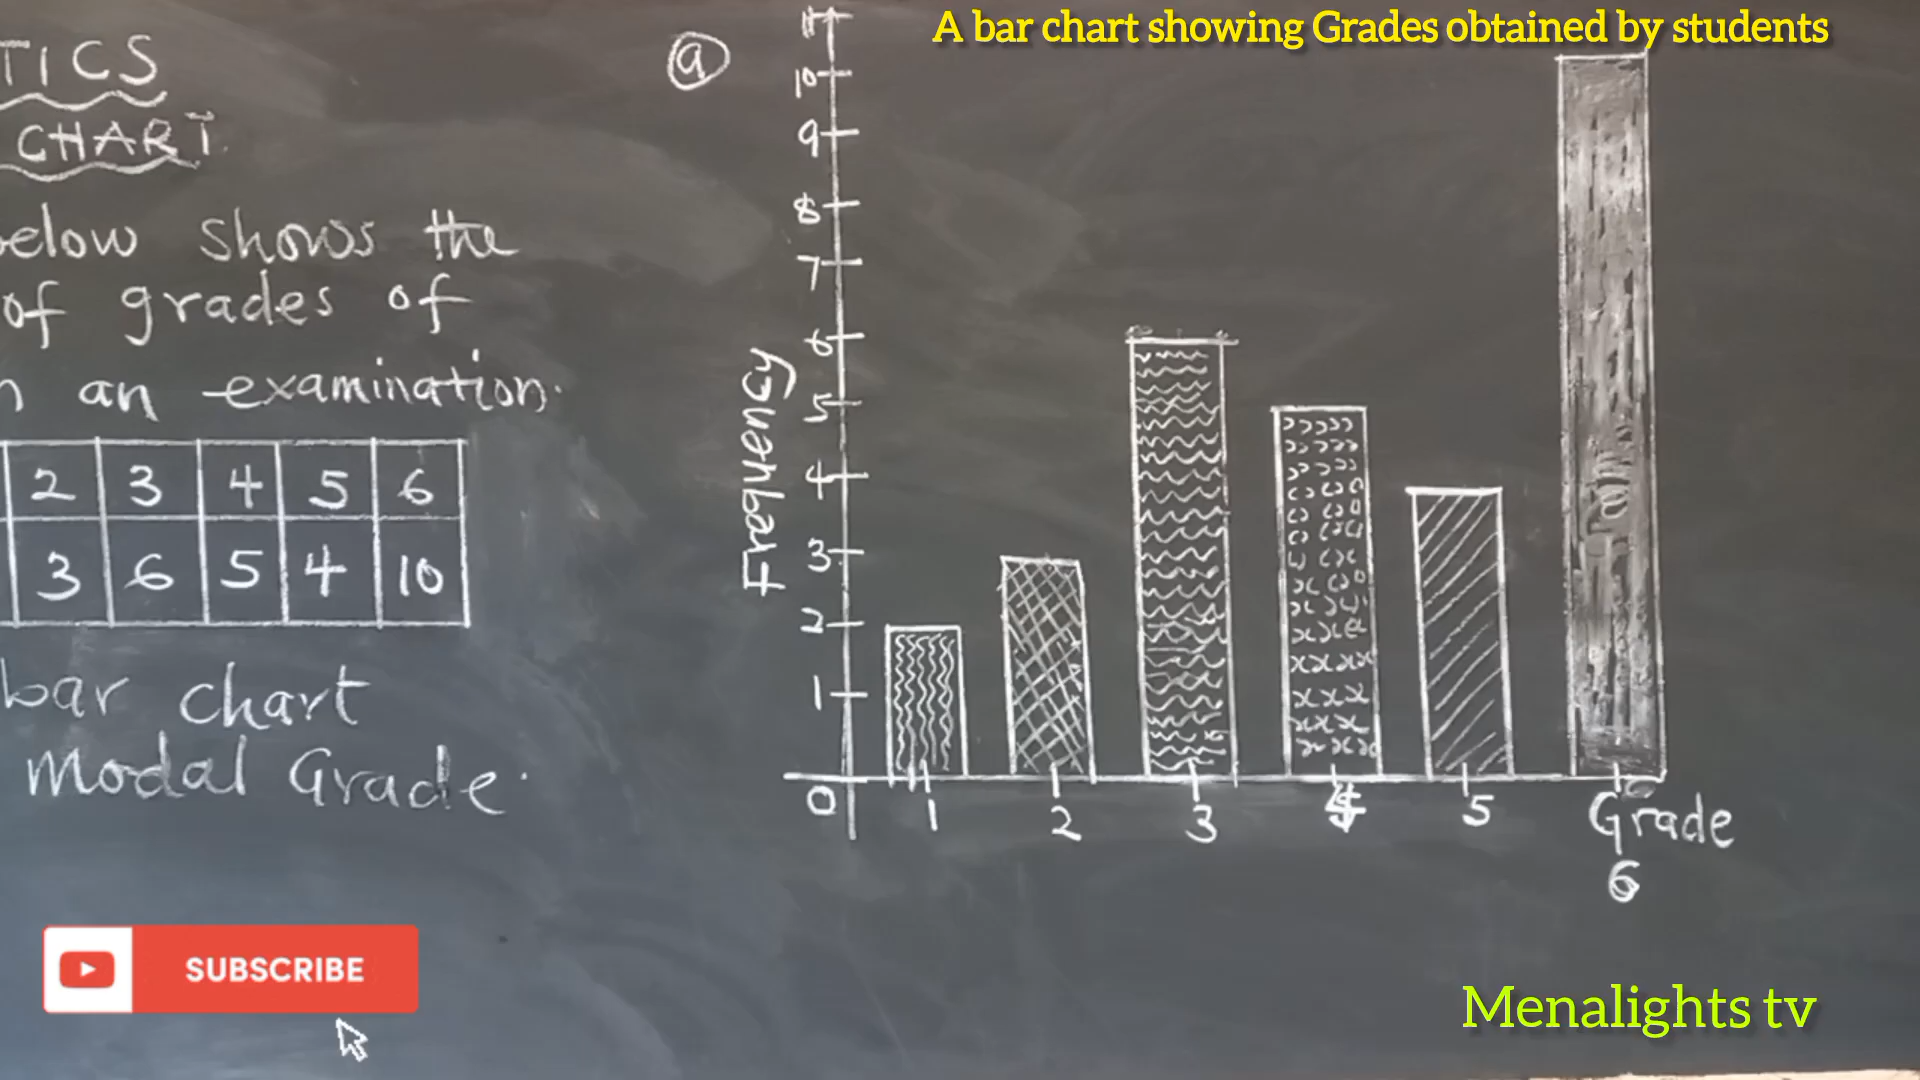 A bar chart showing Grades obtained by students
TICS
CHART
below shows the
of grades of
n an examination.
2 3 4 5 6
3 6 5 4 10
bar chart
Modal Grade.
SUBSCRIBE
a
11
10
9
8
7
6
5
4
3
2
1
0
Frequency
1 2 3 4 5
Grade
6
Menalights tv